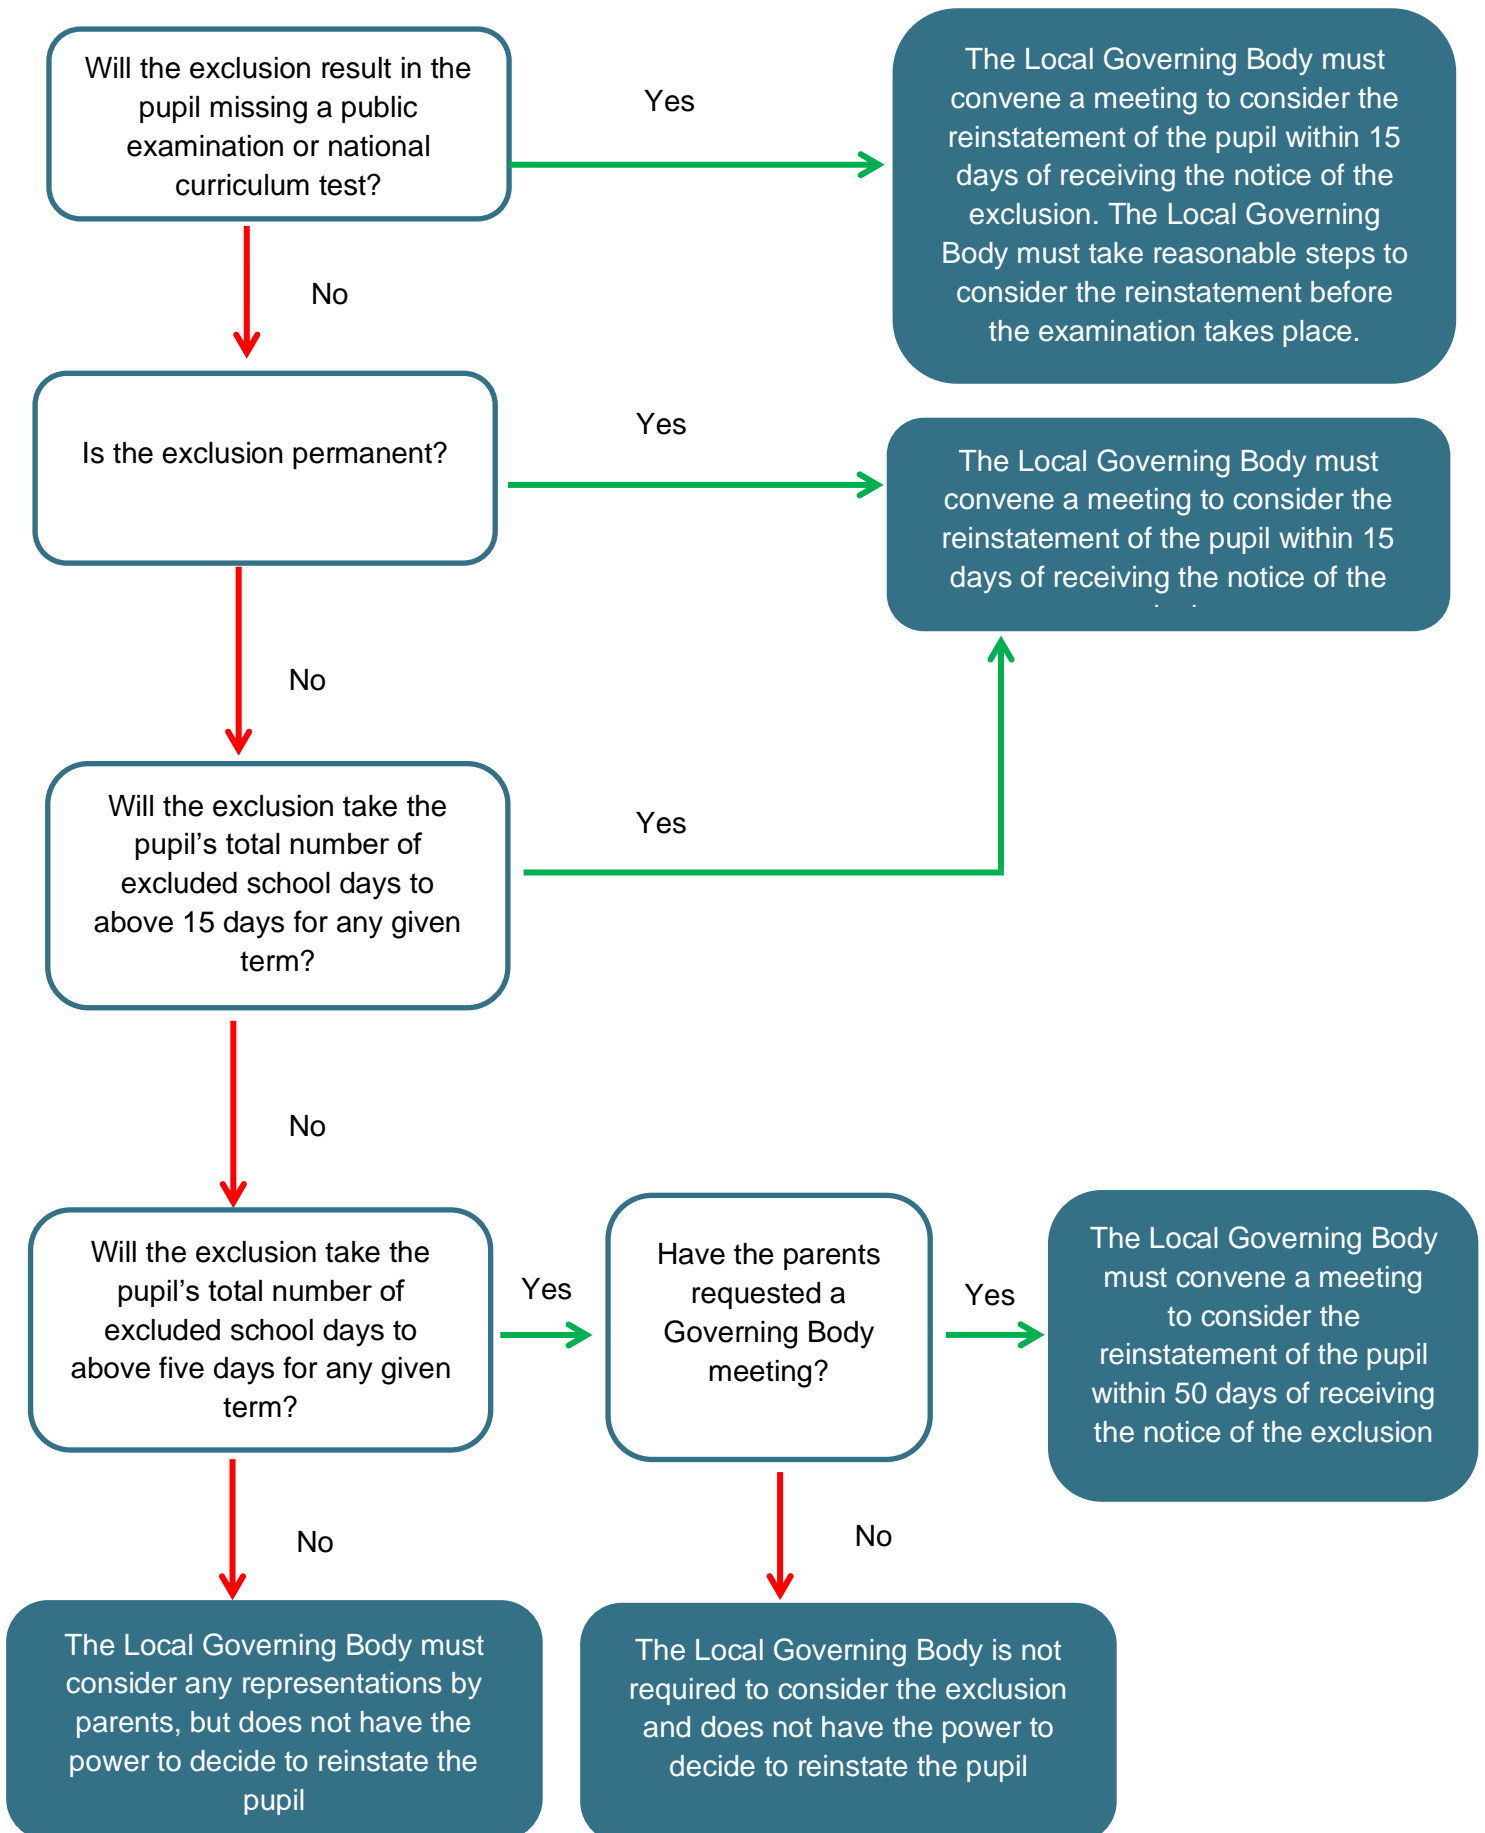 Will the exclusion result in the
pupil missing a public
examination or national
curriculum test?
Yes
The Local Governing Body must
convene a meeting to consider the
reinstatement of the pupil within 15
days of receiving the notice of the
exclusion. The Local Governing
Body must take reasonable steps to
consider the reinstatement before
the examination takes place.
No
Is the exclusion permanent?
Yes
The Local Governing Body must
convene a meeting to consider the
reinstatement of the pupil within 15
days of receiving the notice of the
No
Will the exclusion take the
pupil’s total number of
excluded school days to
above 15 days for any given
term?
Yes
No
Will the exclusion take the
pupil’s total number of
excluded school days to
above five days for any given
term?
Yes
Have the parents
requested a
Governing Body
meeting?
Yes
The Local Governing Body
must convene a meeting
to consider the
reinstatement of the pupil
within 50 days of receiving
the notice of the exclusion
No
No
The Local Governing Body must
consider any representations by
parents, but does not have the
power to decide to reinstate the
pupil
The Local Governing Body is not
required to consider the exclusion
and does not have the power to
decide to reinstate the pupil